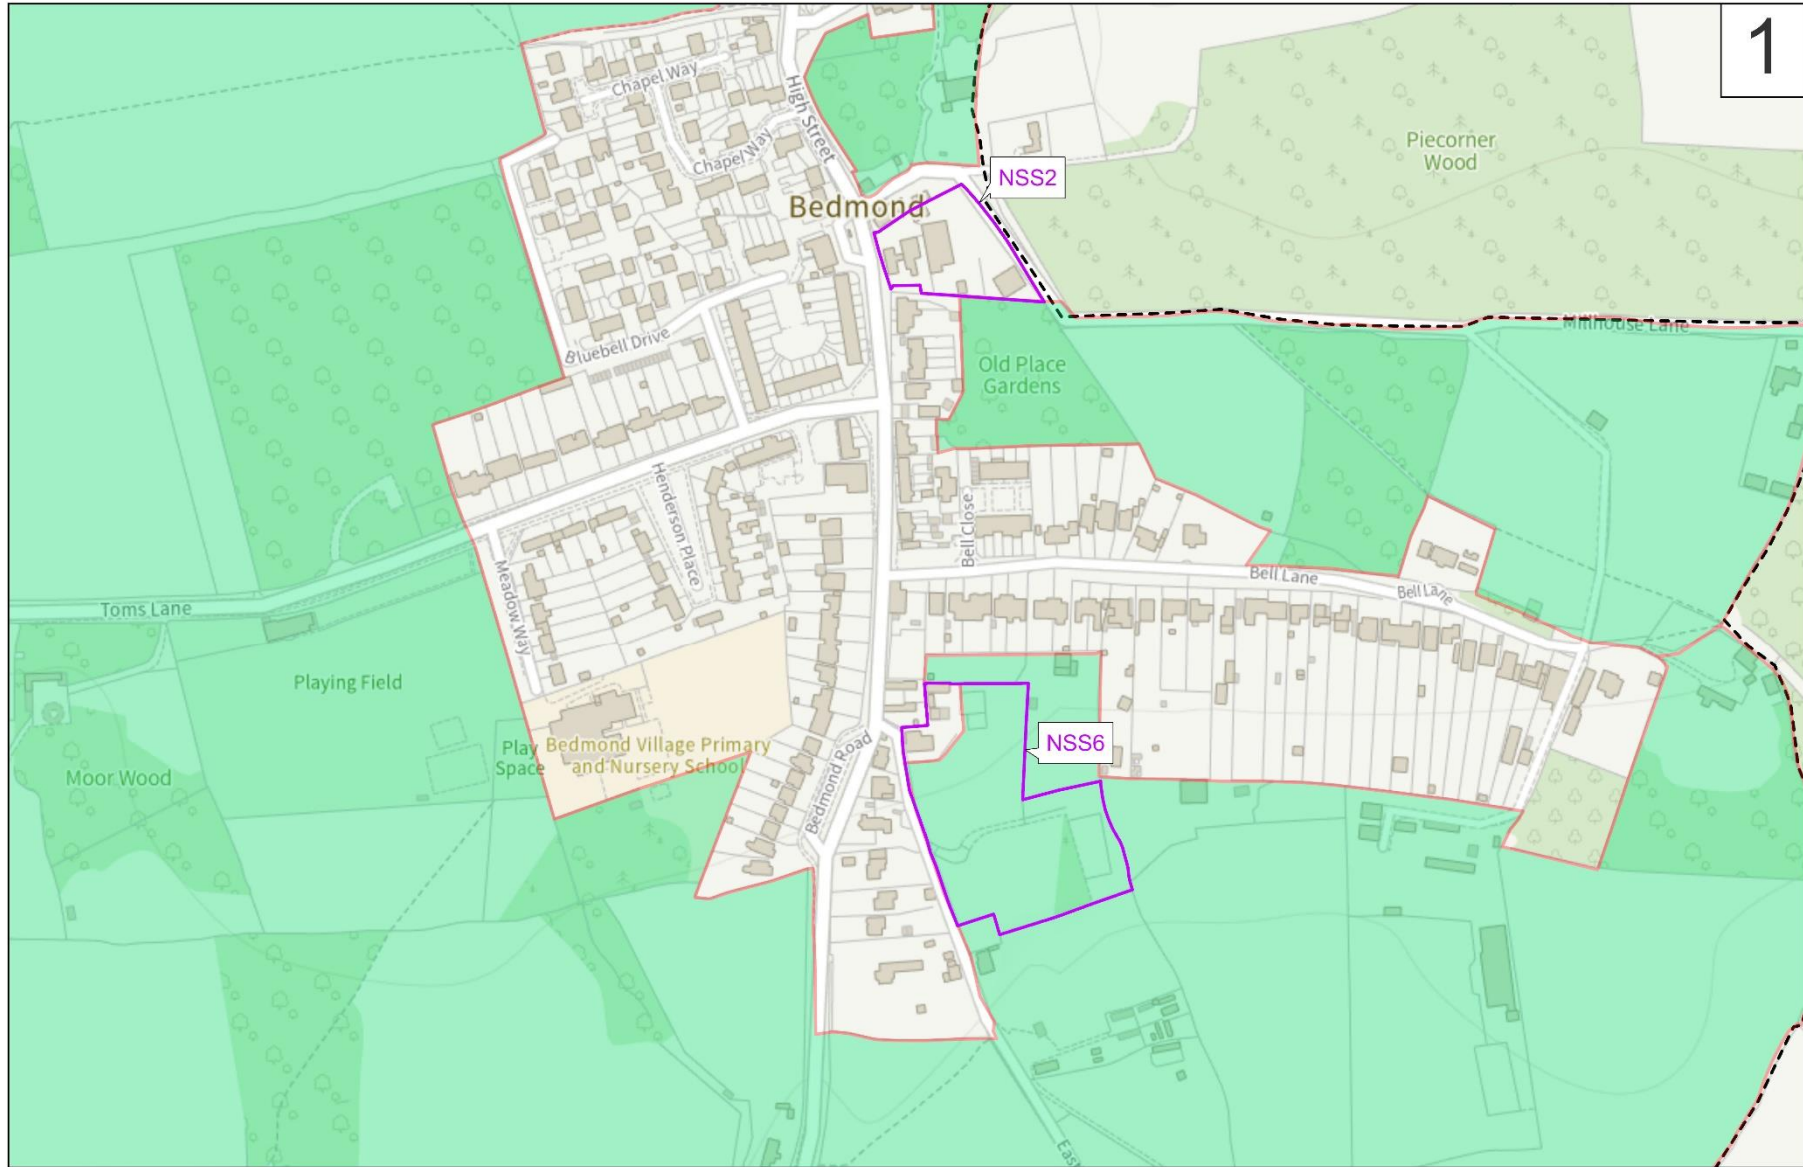 1
Chapel Way
High Street
Chapel Way
Piecorner
Wood
NSS2
Bedmond
Millhouse Lane
Bluebell Drive
Old Place
Gardens
Henderson Place
Bell Close
Meadow Way
Bell Lane
Bell Lane
Toms Lane
Playing Field
Play
Space
Bedmond Village Primary
and Nursery School
Bedmond Road
NSS6
Moor Wood
East